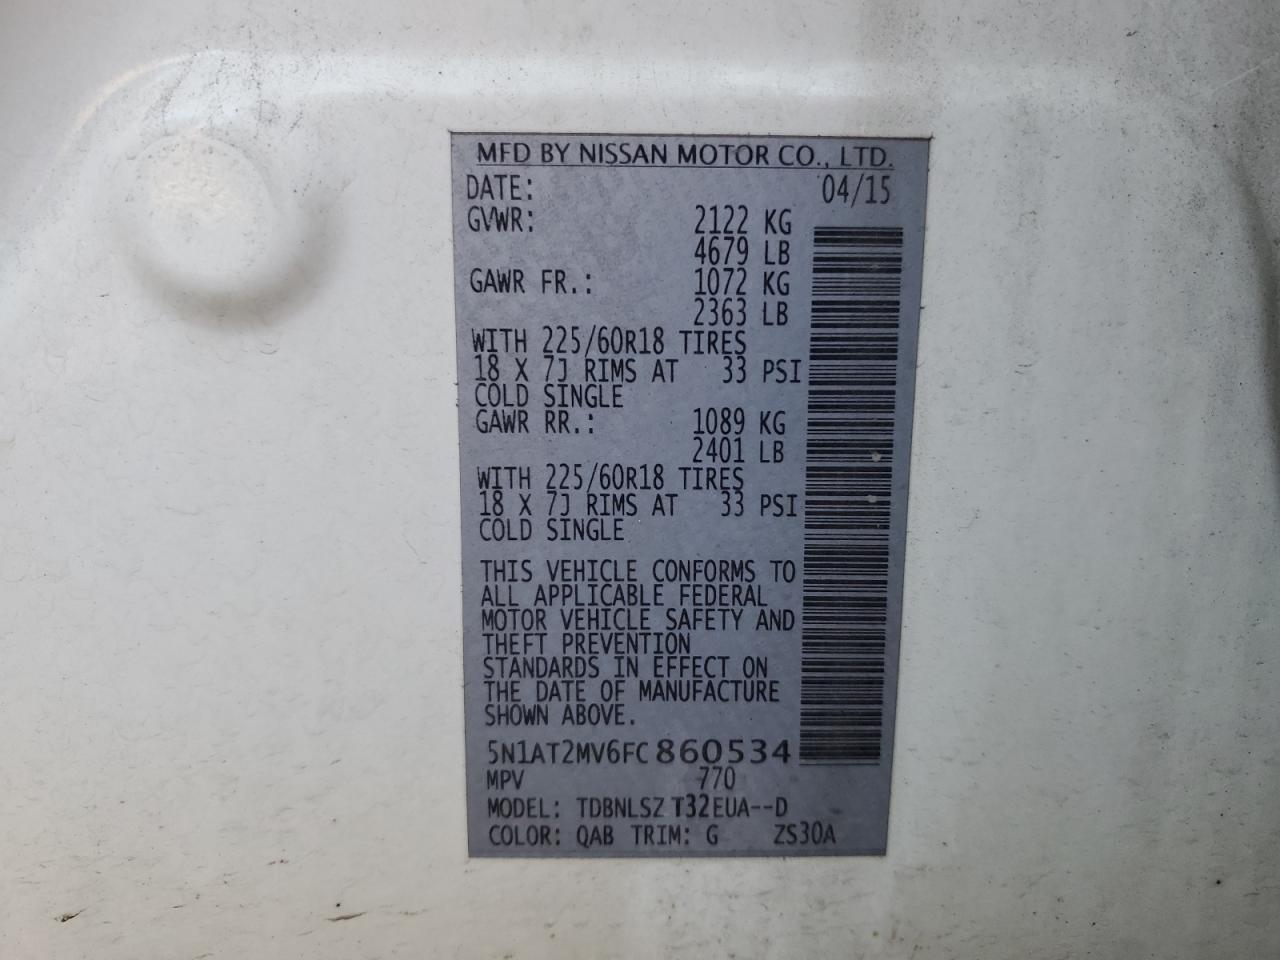 MFD BY NISSAN MOTOR CO., LTD.
DATE: 04/15
GVWR: 2122 KG
4679 LB
GAWR FR.: 1072 KG
2363 LB
WITH 225/60R18 TIRES
18 X 7J RIMS AT 33 PSI
COLD SINGLE
GAWR RR.: 1089 KG
2401 LB
WITH 225/60R18 TIRES
18 X 7J RIMS AT 33 PSI
COLD SINGLE
THIS VEHICLE CONFORMS TO
ALL APPLICABLE FEDERAL
MOTOR VEHICLE SAFETY AND
THEFT PREVENTION
STANDARDS IN EFFECT ON
THE DATE OF MANUFACTURE
SHOWN ABOVE.
5N1AT2MV6FC860534
MPV 770
MODEL: TDBNLSZ T32EUA--D
COLOR: QAB TRIM: G ZS30A